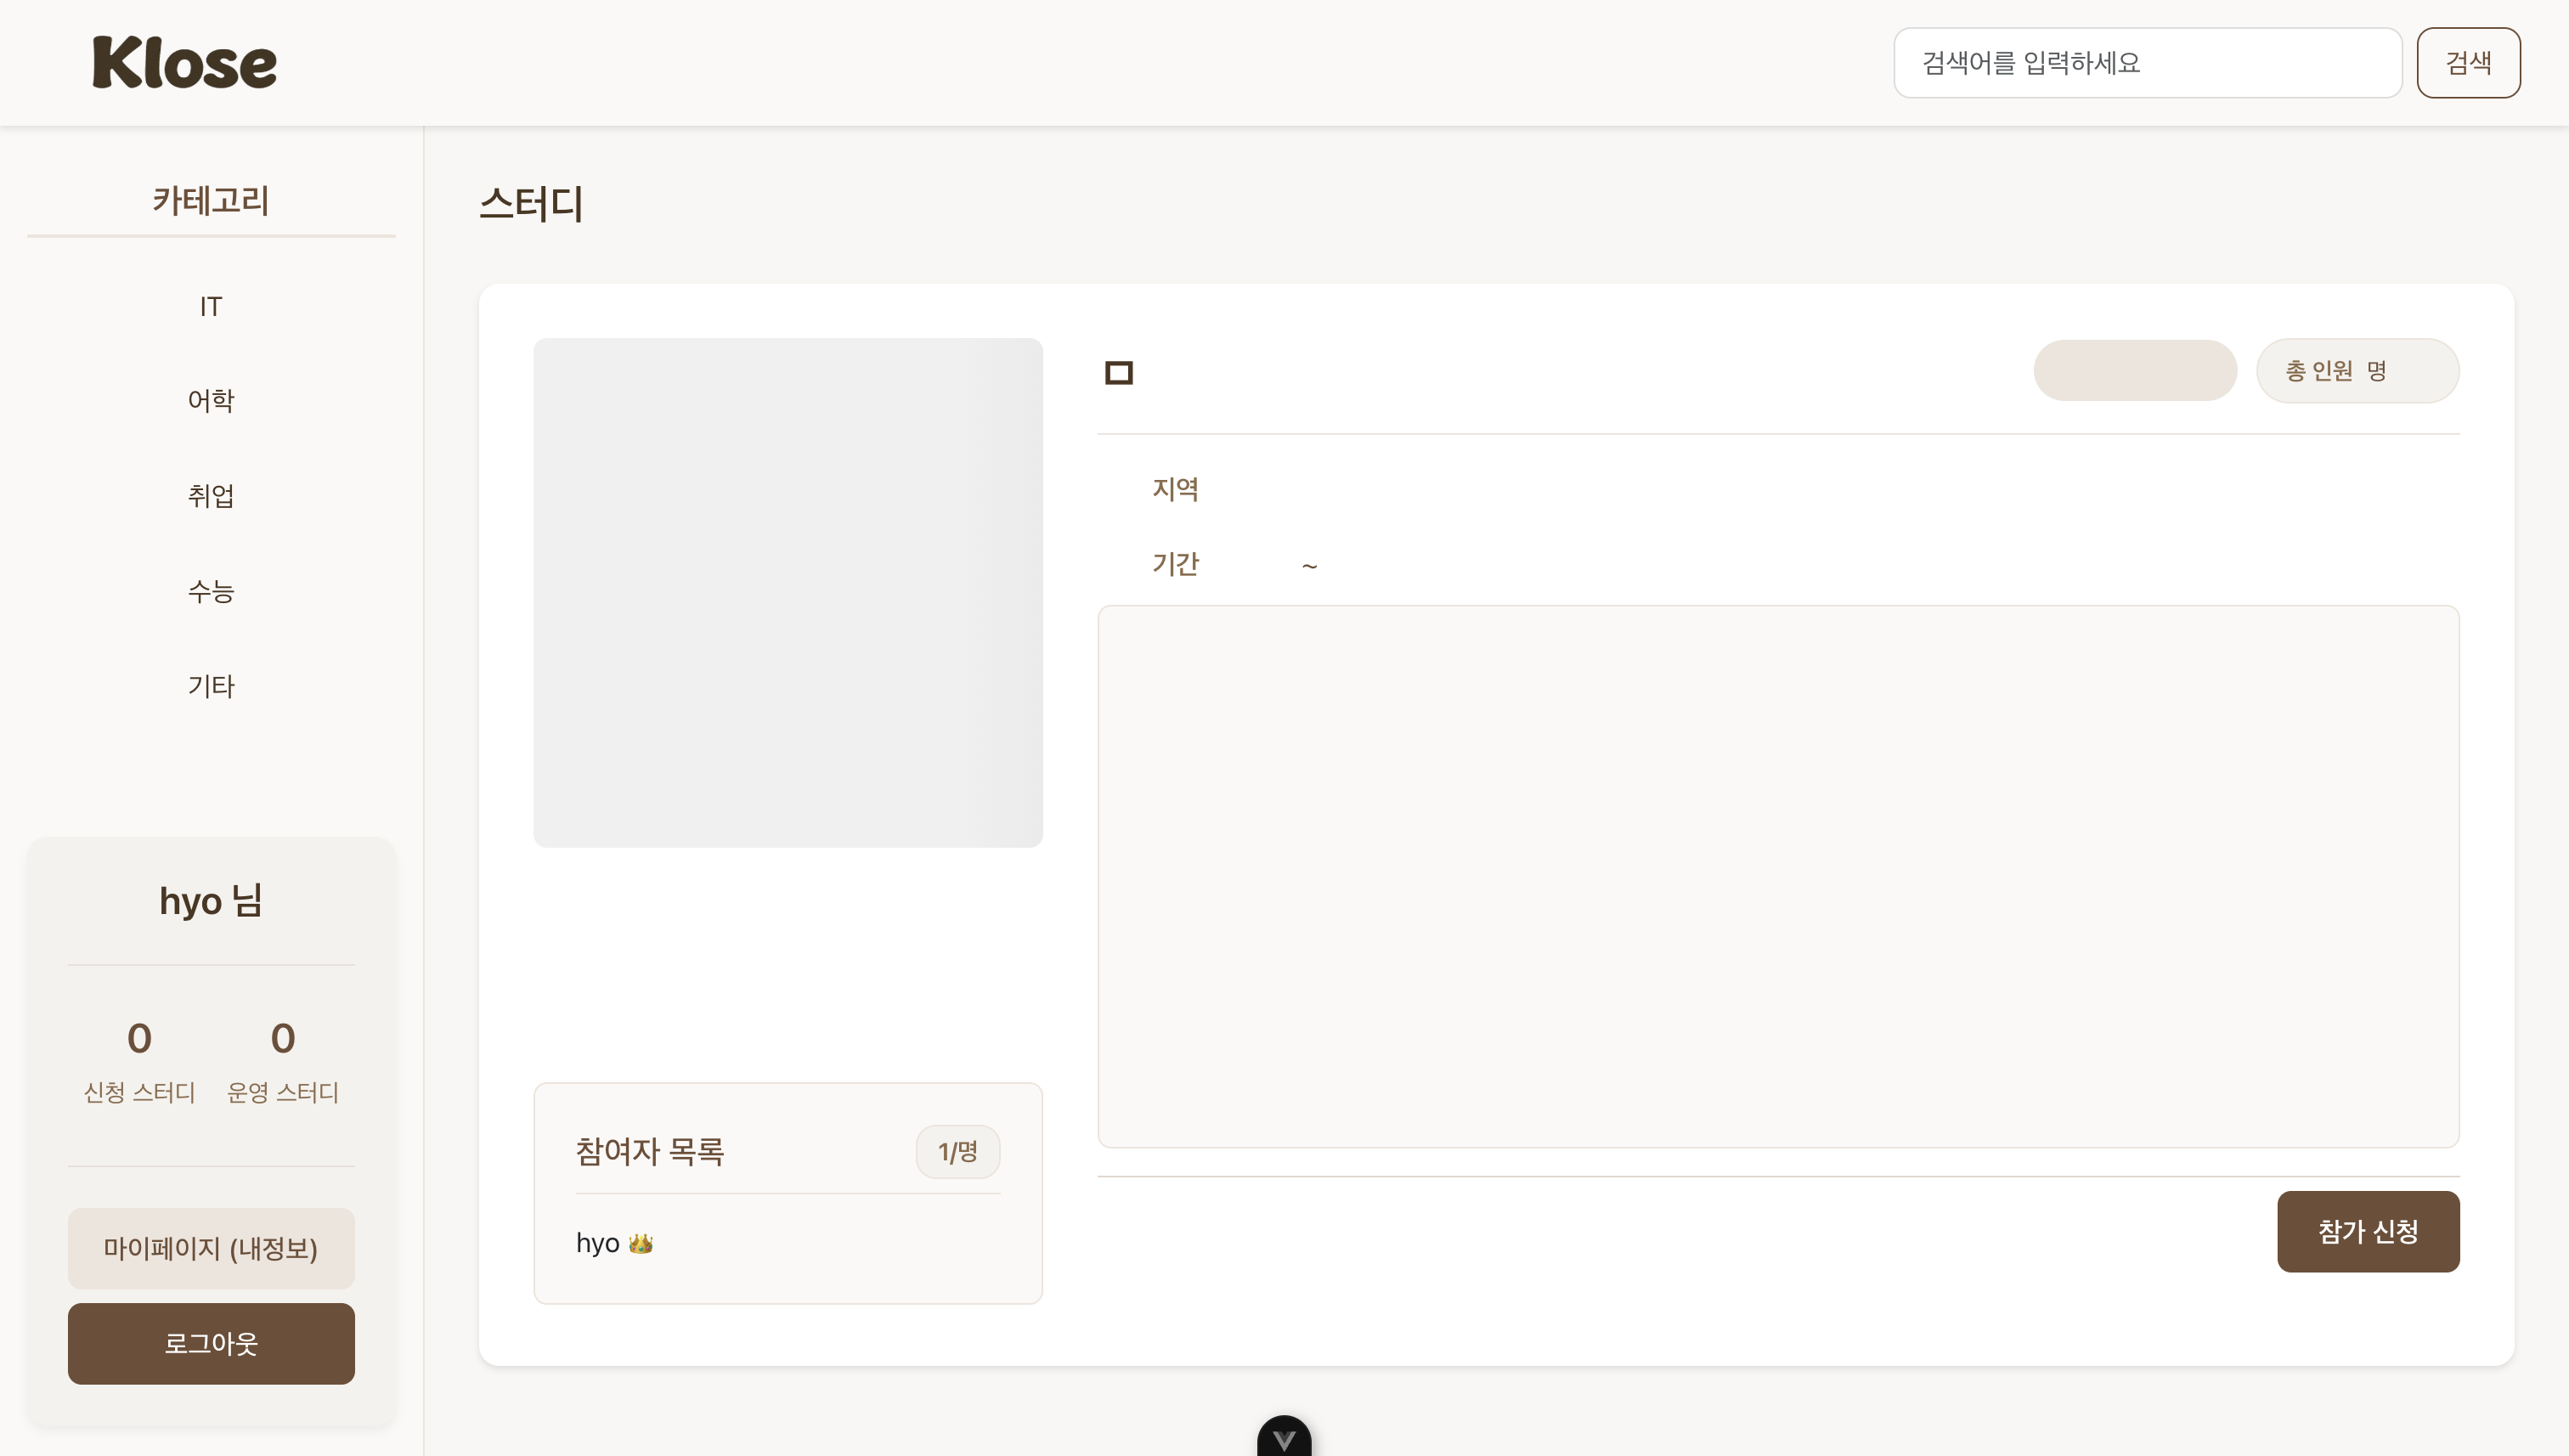 Klose
검색어를 입력하세요
검색
카테고리
IT
어학
취업
수능
기타
hyo 님
0
신청 스터디
0
운영 스터디
마이페이지 (내정보)
로그아웃
스터디
ㅁ
총 인원 명
지역
기간 ~
참여자 목록
1/명
hyo 👑
참가 신청